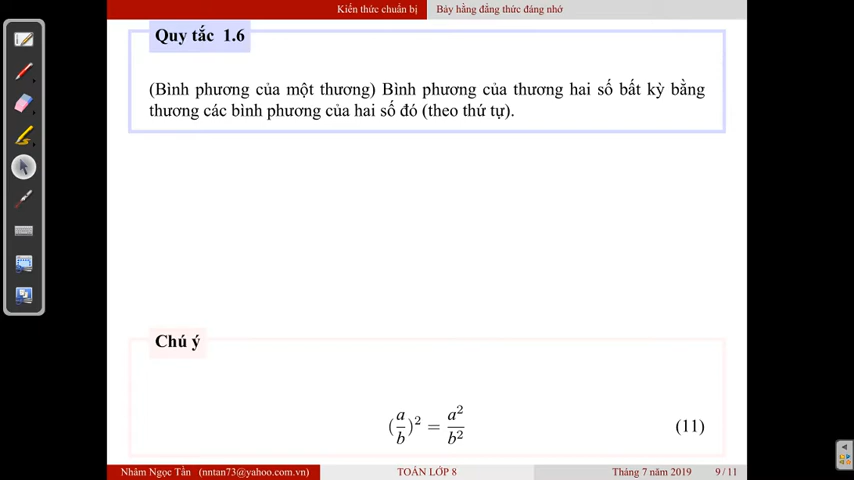 Kiến thức chuẩn bị Bảy hằng đẳng thức đáng nhớ
Quy tắc 1.6
(Bình phương của một thương) Bình phương của thương hai số bất kỳ bằng
thương các bình phương của hai số đó (theo thứ tự).
Chú ý
(a/b)² = a²/b² (11)
Nhâm Ngọc Tần (nntan73@yahoo.com.vn) TOÁN LỚP 8 Tháng 7 năm 2019 9 / 11